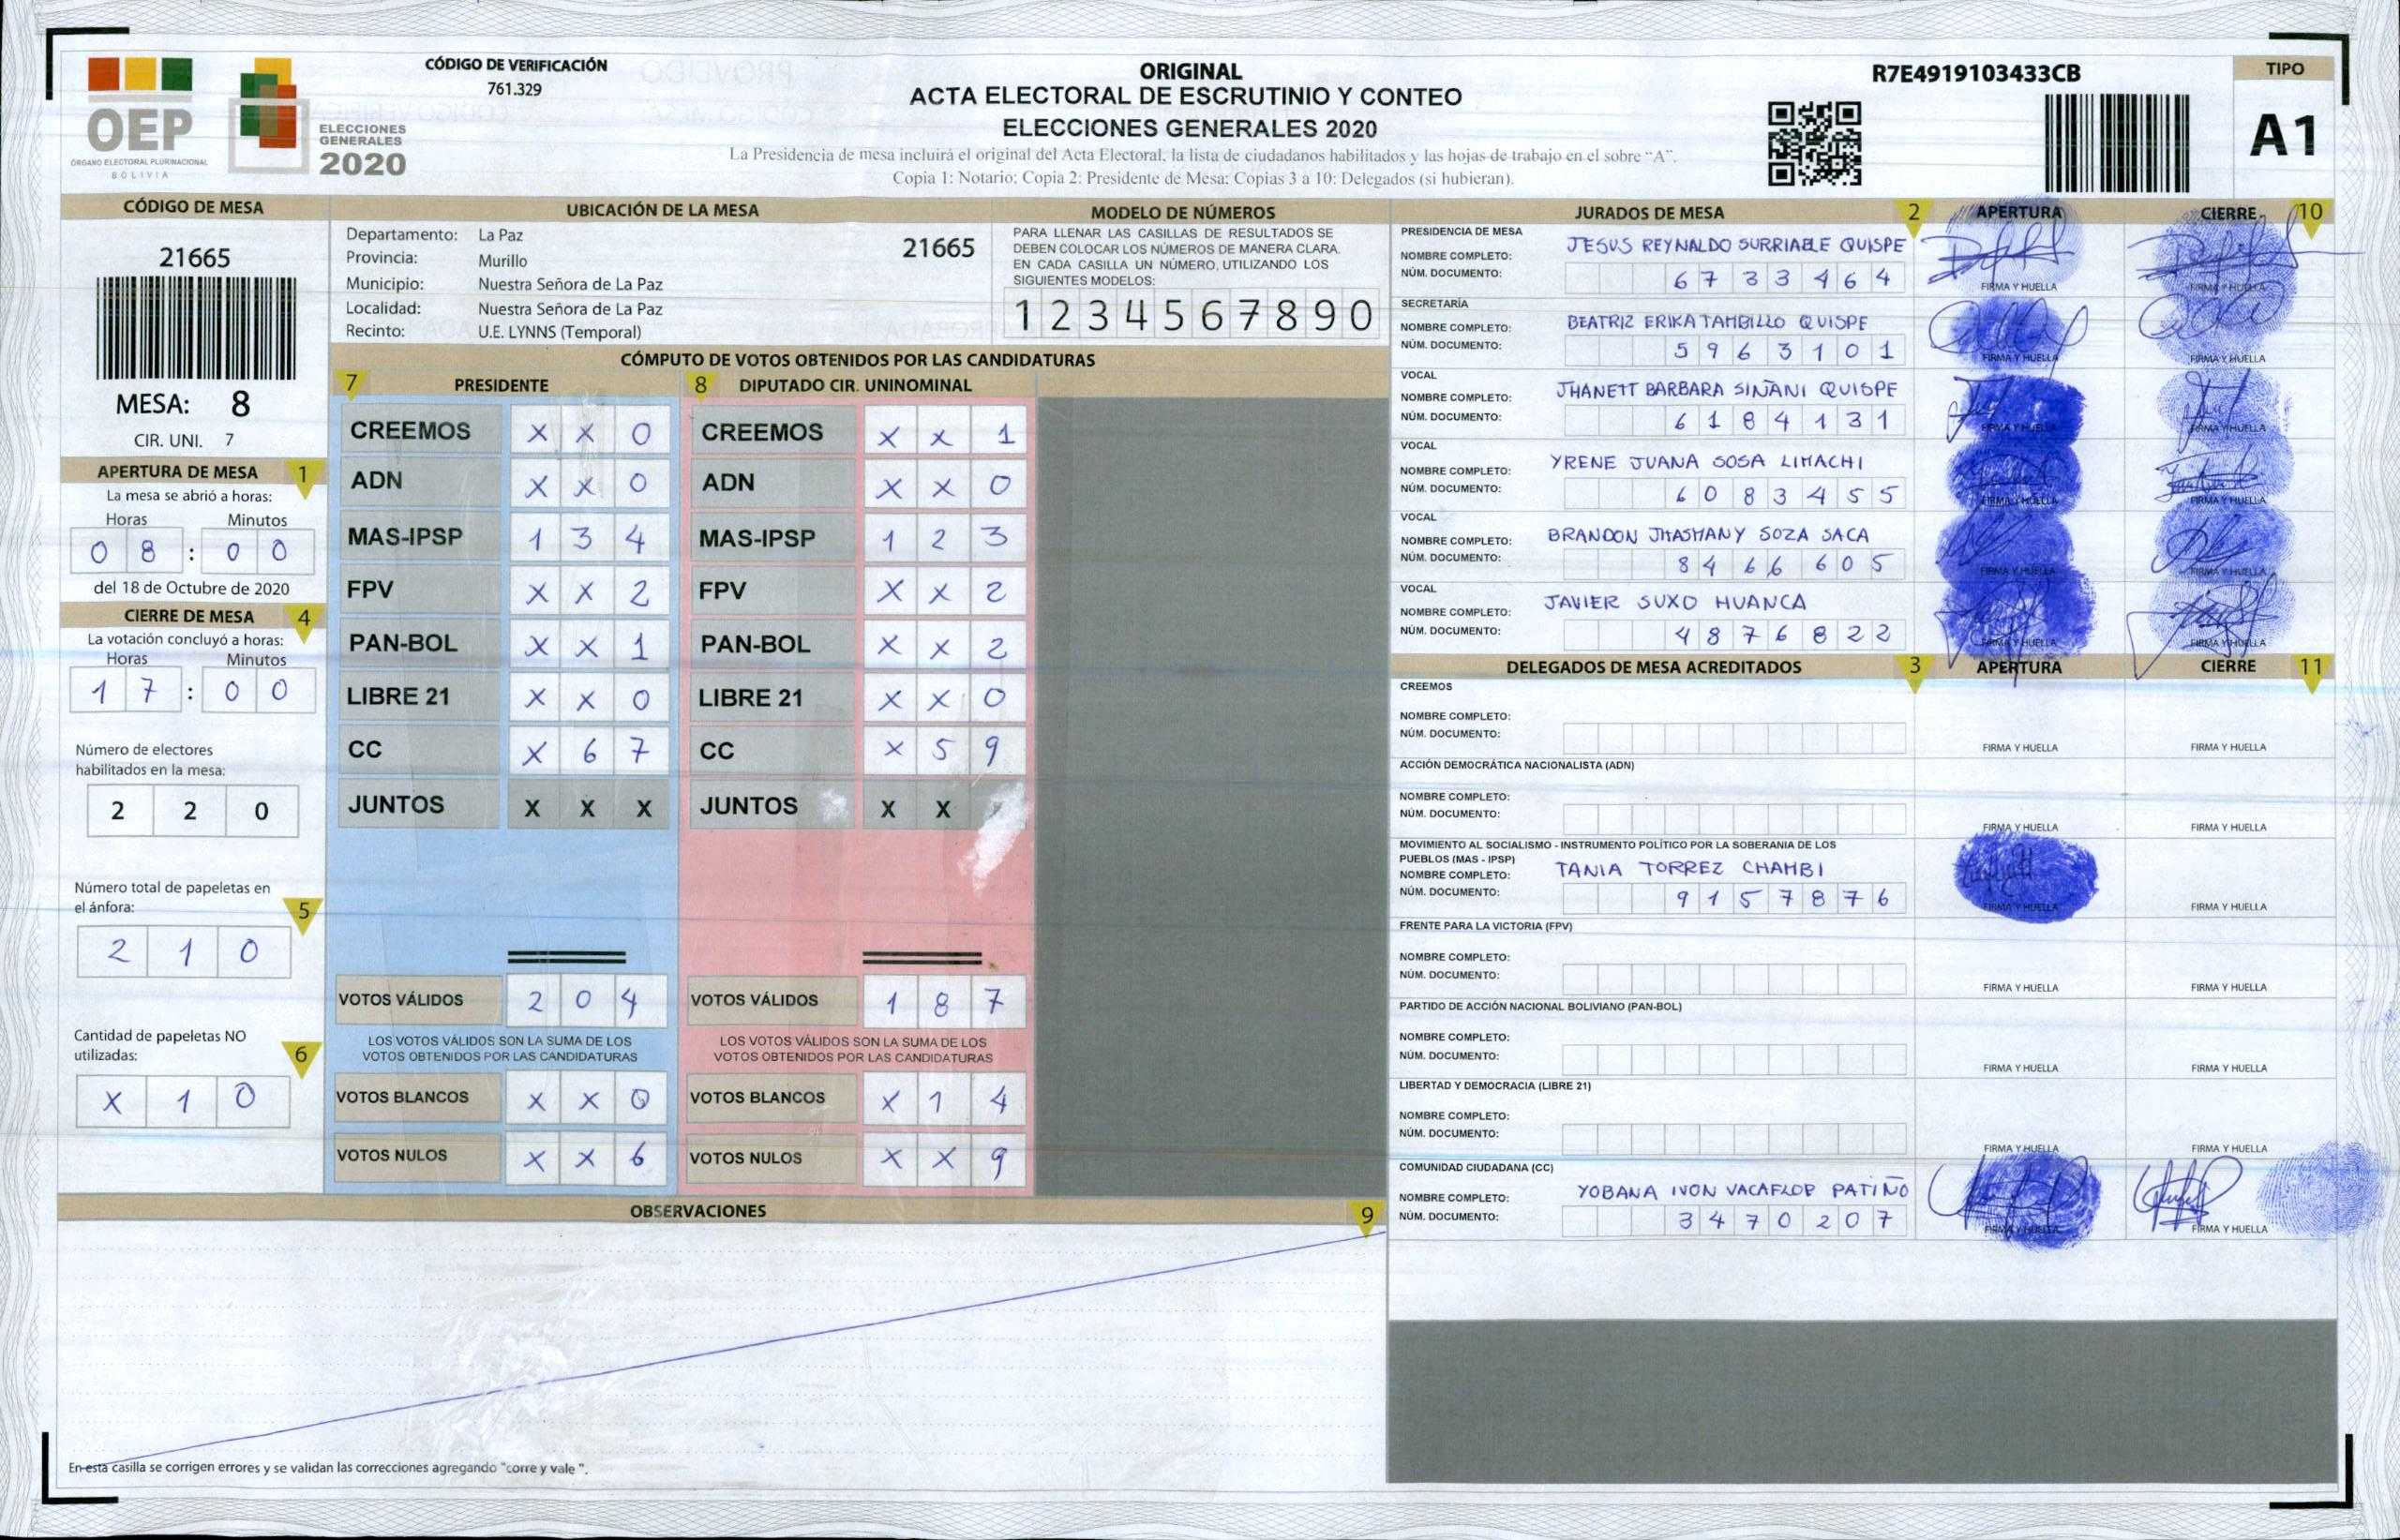 CÓDIGO DE VERIFICACIÓN
761.329
OEP
ÓRGANO ELECTORAL PLURINACIONAL
BOLIVIA
ELECCIONES
GENERALES
2020
ORIGINAL
ACTA ELECTORAL DE ESCRUTINIO Y CONTEO
ELECCIONES GENERALES 2020
La Presidencia de mesa incluirá el original del Acta Electoral, la lista de ciudadanos habilitados y las hojas de trabajo en el sobre "A".
Copia 1: Notario; Copia 2: Presidente de Mesa; Copias 3 a 10: Delegados (si hubieran).
R7E4919103433CB
TIPO
A1
CÓDIGO DE MESA
21665
MESA: 8
CIR. UNI. 7
APERTURA DE MESA 1
La mesa se abrió a horas:
Horas Minutos
0 8 : 0 0
del 18 de Octubre de 2020
CIERRE DE MESA 4
La votación concluyó a horas:
Horas Minutos
1 7 : 0 0
Número de electores
habilitados en la mesa:
2 2 0
Número total de papeletas en
el ánfora:
5
2 1 0
Cantidad de papeletas NO
utilizadas:
6
X 1 0
UBICACIÓN DE LA MESA
Departamento: La Paz
21665
Provincia: Murillo
Municipio: Nuestra Señora de La Paz
Localidad: Nuestra Señora de La Paz
Recinto: U.E. LYNNS (Temporal)
MODELO DE NÚMEROS
PARA LLENAR LAS CASILLAS DE RESULTADOS SE
DEBEN COLOCAR LOS NÚMEROS DE MANERA CLARA.
EN CADA CASILLA UN NÚMERO, UTILIZANDO LOS
SIGUIENTES MODELOS:
1 2 3 4 5 6 7 8 9 0
CÓMPUTO DE VOTOS OBTENIDOS POR LAS CANDIDATURAS
7 PRESIDENTE
CREEMOS X X 0
ADN X X 0
MAS-IPSP 1 3 4
FPV X X 2
PAN-BOL X X 1
LIBRE 21 X X 0
CC X 6 7
JUNTOS X X X
VOTOS VÁLIDOS 2 0 4
LOS VOTOS VÁLIDOS SON LA SUMA DE LOS
VOTOS OBTENIDOS POR LAS CANDIDATURAS
VOTOS BLANCOS X X 0
VOTOS NULOS X X 6
8 DIPUTADO CIR. UNINOMINAL
CREEMOS X X 1
ADN X X 0
MAS-IPSP 1 2 3
FPV X X 2
PAN-BOL X X 2
LIBRE 21 X X 0
CC X 5 9
JUNTOS X X
VOTOS VÁLIDOS 1 8 7
LOS VOTOS VÁLIDOS SON LA SUMA DE LOS
VOTOS OBTENIDOS POR LAS CANDIDATURAS
VOTOS BLANCOS X 1 4
VOTOS NULOS X X 9
OBSERVACIONES 9
En esta casilla se corrigen errores y se validan las correcciones agregando "corre y vale ".
JURADOS DE MESA 2 APERTURA CIERRE 10
PRESIDENCIA DE MESA
NOMBRE COMPLETO: JESUS REYNALDO SURRIABLE QUISPE
NÚM. DOCUMENTO: 6 7 3 3 4 6 4
FIRMA Y HUELLA FIRMA Y HUELLA
SECRETARÍA
NOMBRE COMPLETO: BEATRIZ ERIKA TAMBILLO QUISPE
NÚM. DOCUMENTO: 5 9 6 3 1 0 1
FIRMA Y HUELLA FIRMA Y HUELLA
VOCAL
NOMBRE COMPLETO: JHANETT BARBARA SIÑANI QUISPE
NÚM. DOCUMENTO: 6 1 8 4 1 3 1
FIRMA Y HUELLA FIRMA Y HUELLA
VOCAL
NOMBRE COMPLETO: YRENE JUANA SOSA LIMACHI
NÚM. DOCUMENTO: 6 0 8 3 4 5 5
FIRMA Y HUELLA FIRMA Y HUELLA
VOCAL
NOMBRE COMPLETO: BRANDON JHASMANY SOZA SACA
NÚM. DOCUMENTO: 8 4 6 6 6 0 5
FIRMA Y HUELLA FIRMA Y HUELLA
VOCAL
NOMBRE COMPLETO: JAVIER SUXO HUANCA
NÚM. DOCUMENTO: 4 8 7 6 8 2 2
FIRMA Y HUELLA FIRMA Y HUELLA
DELEGADOS DE MESA ACREDITADOS 3 APERTURA CIERRE 11
CREEMOS
NOMBRE COMPLETO:
NÚM. DOCUMENTO:
FIRMA Y HUELLA FIRMA Y HUELLA
ACCIÓN DEMOCRÁTICA NACIONALISTA (ADN)
NOMBRE COMPLETO:
NÚM. DOCUMENTO:
FIRMA Y HUELLA FIRMA Y HUELLA
MOVIMIENTO AL SOCIALISMO - INSTRUMENTO POLÍTICO POR LA SOBERANIA DE LOS
PUEBLOS (MAS - IPSP)
NOMBRE COMPLETO: TANIA TORREZ CHAMBI
NÚM. DOCUMENTO: 9 1 5 7 8 7 6
FIRMA Y HUELLA FIRMA Y HUELLA
FRENTE PARA LA VICTORIA (FPV)
NOMBRE COMPLETO:
NÚM. DOCUMENTO:
FIRMA Y HUELLA FIRMA Y HUELLA
PARTIDO DE ACCIÓN NACIONAL BOLIVIANO (PAN-BOL)
NOMBRE COMPLETO:
NÚM. DOCUMENTO:
FIRMA Y HUELLA FIRMA Y HUELLA
LIBERTAD Y DEMOCRACIA (LIBRE 21)
NOMBRE COMPLETO:
NÚM. DOCUMENTO:
FIRMA Y HUELLA FIRMA Y HUELLA
COMUNIDAD CIUDADANA (CC)
NOMBRE COMPLETO: YOBANA IVON VACAFLOR PATIÑO
NÚM. DOCUMENTO: 3 4 7 0 2 0 7
FIRMA Y HUELLA FIRMA Y HUELLA